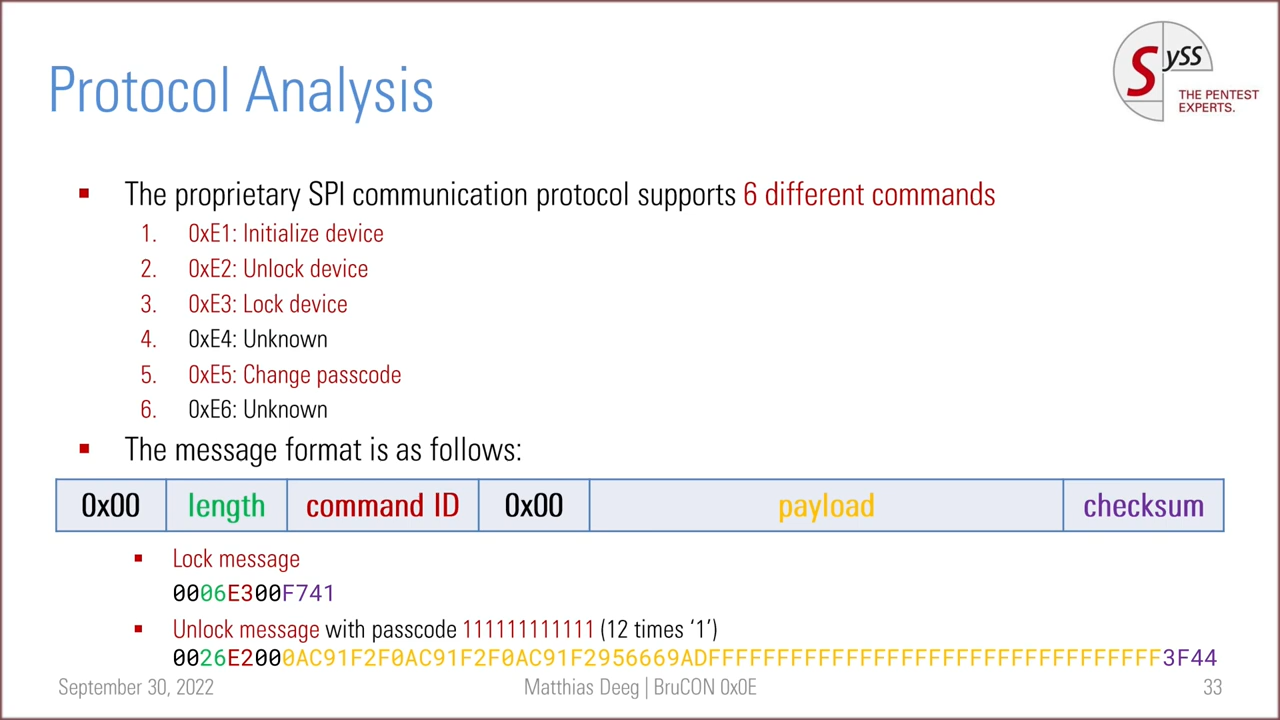 Protocol Analysis
SySS
THE PENTEST
EXPERTS.
▪ The proprietary SPI communication protocol supports 6 different commands
1. 0xE1: Initialize device
2. 0xE2: Unlock device
3. 0xE3: Lock device
4. 0xE4: Unknown
5. 0xE5: Change passcode
6. 0xE6: Unknown
▪ The message format is as follows:
0x00 length command ID 0x00 payload checksum
▪ Lock message
0006E300F741
▪ Unlock message with passcode 111111111111 (12 times ‘1’)
0026E2000AC91F2F0AC91F2F0AC91F2956669ADFFFFFFFFFFFFFFFFFFFFFFFFFFFFFFFFF3F44
September 30, 2022 Matthias Deeg | BruCON 0x0E 33